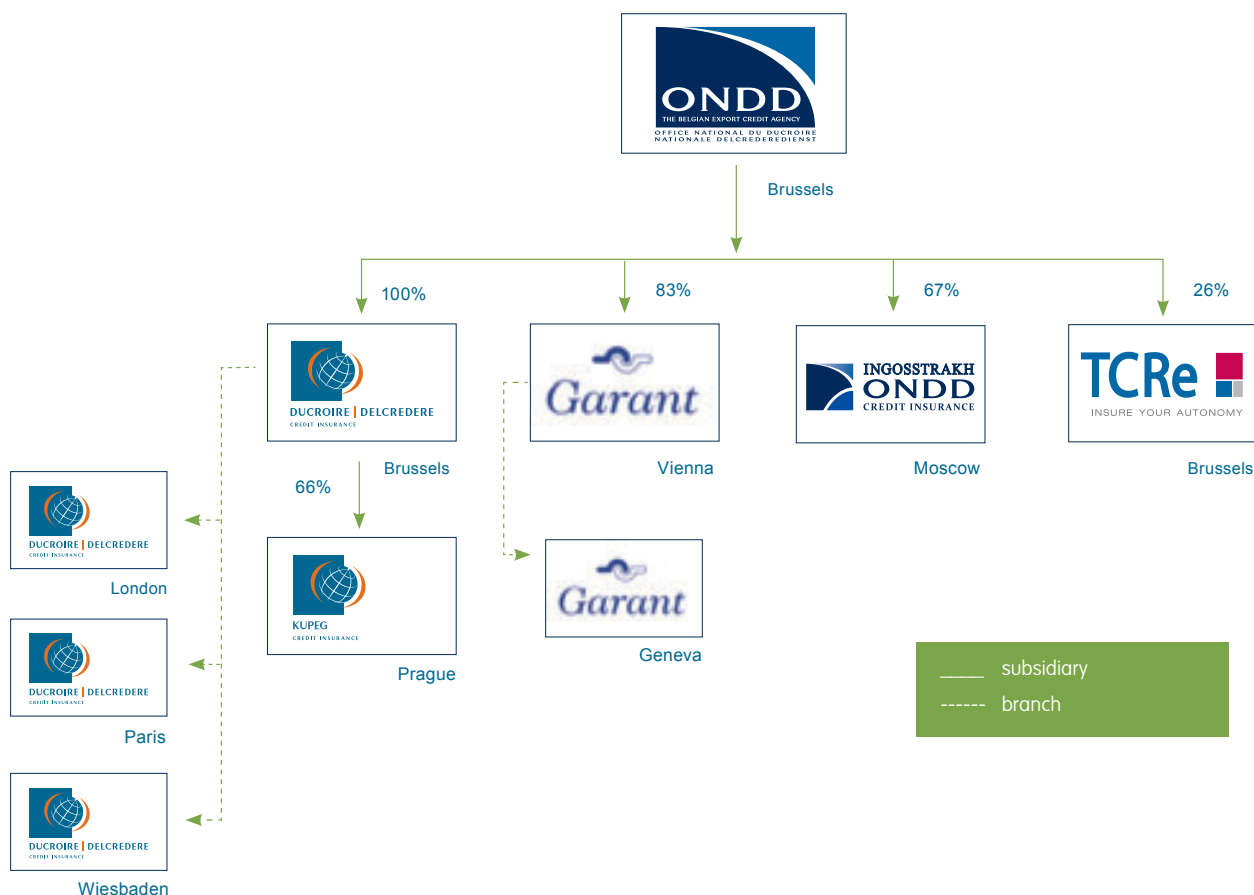 ONDD
THE BELGIAN EXPORT CREDIT AGENCY
OFFICE NATIONAL DU DUCROIRE
NATIONALE DELCREDEREDIENST
Brussels
100%
83%
67%
26%
DUCROIRE | DELCREDERE
CREDIT INSURANCE
Brussels
Garant
Vienna
INGOSSTRAKH
ONDD
CREDIT INSURANCE
Moscow
TCRe
INSURE YOUR AUTONOMY
Brussels
66%
DUCROIRE | DELCREDERE
CREDIT INSURANCE
London
KUPEG
CREDIT INSURANCE
Prague
Garant
Geneva
DUCROIRE | DELCREDERE
CREDIT INSURANCE
Paris
DUCROIRE | DELCREDERE
CREDIT INSURANCE
Wiesbaden
____ subsidiary
------ branch